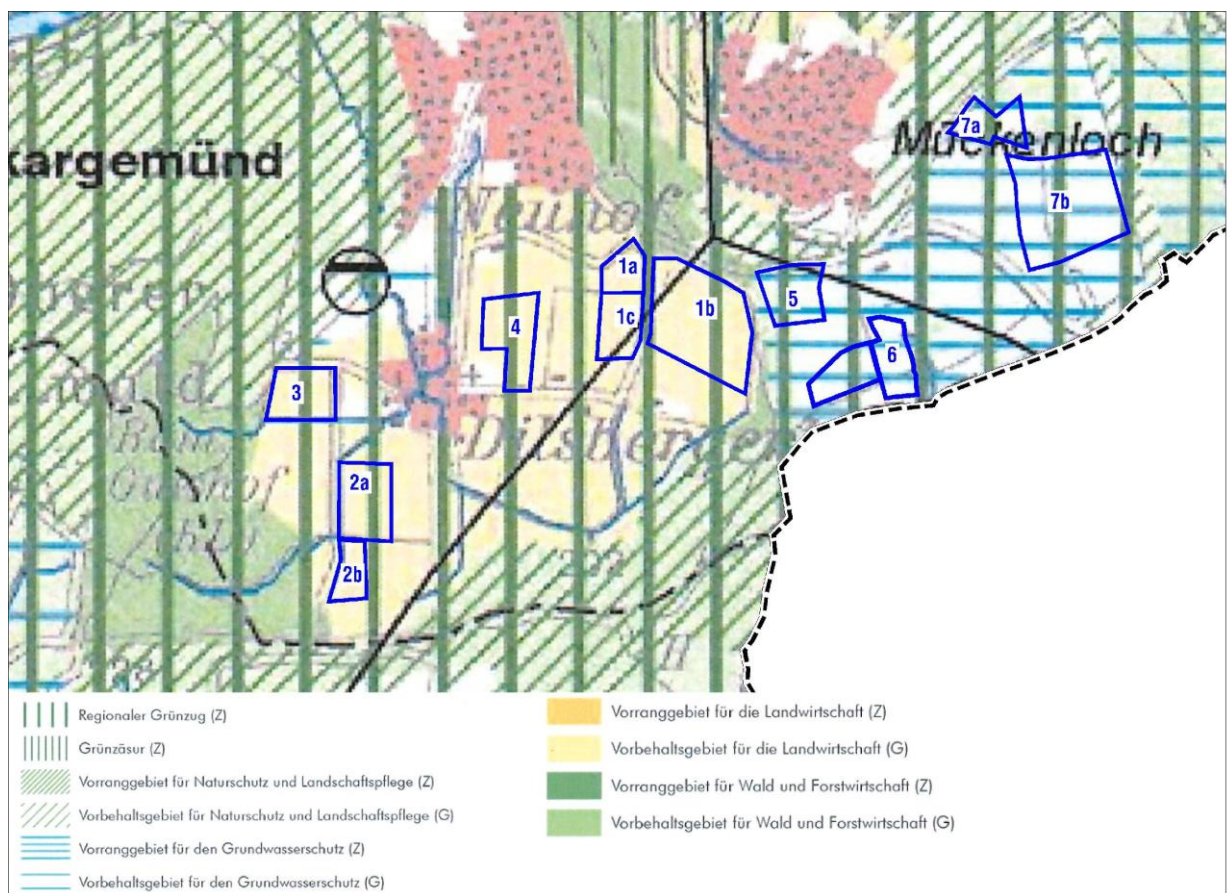 kargemünd
Mückenloch
Neuhof
Dilsberger
7a
7b
1a
1c
1b
4
5
6
3
2a
2b
Regionaler Grünzug (Z)
Grünzäsur (Z)
Vorranggebiet für Naturschutz und Landschaftspflege (Z)
Vorbehaltsgebiet für Naturschutz und Landschaftspflege (G)
Vorranggebiet für den Grundwasserschutz (Z)
Vorbehaltsgebiet für den Grundwasserschutz (G)
Vorranggebiet für die Landwirtschaft (Z)
Vorbehaltsgebiet für die Landwirtschaft (G)
Vorranggebiet für Wald und Forstwirtschaft (Z)
Vorbehaltsgebiet für Wald und Forstwirtschaft (G)